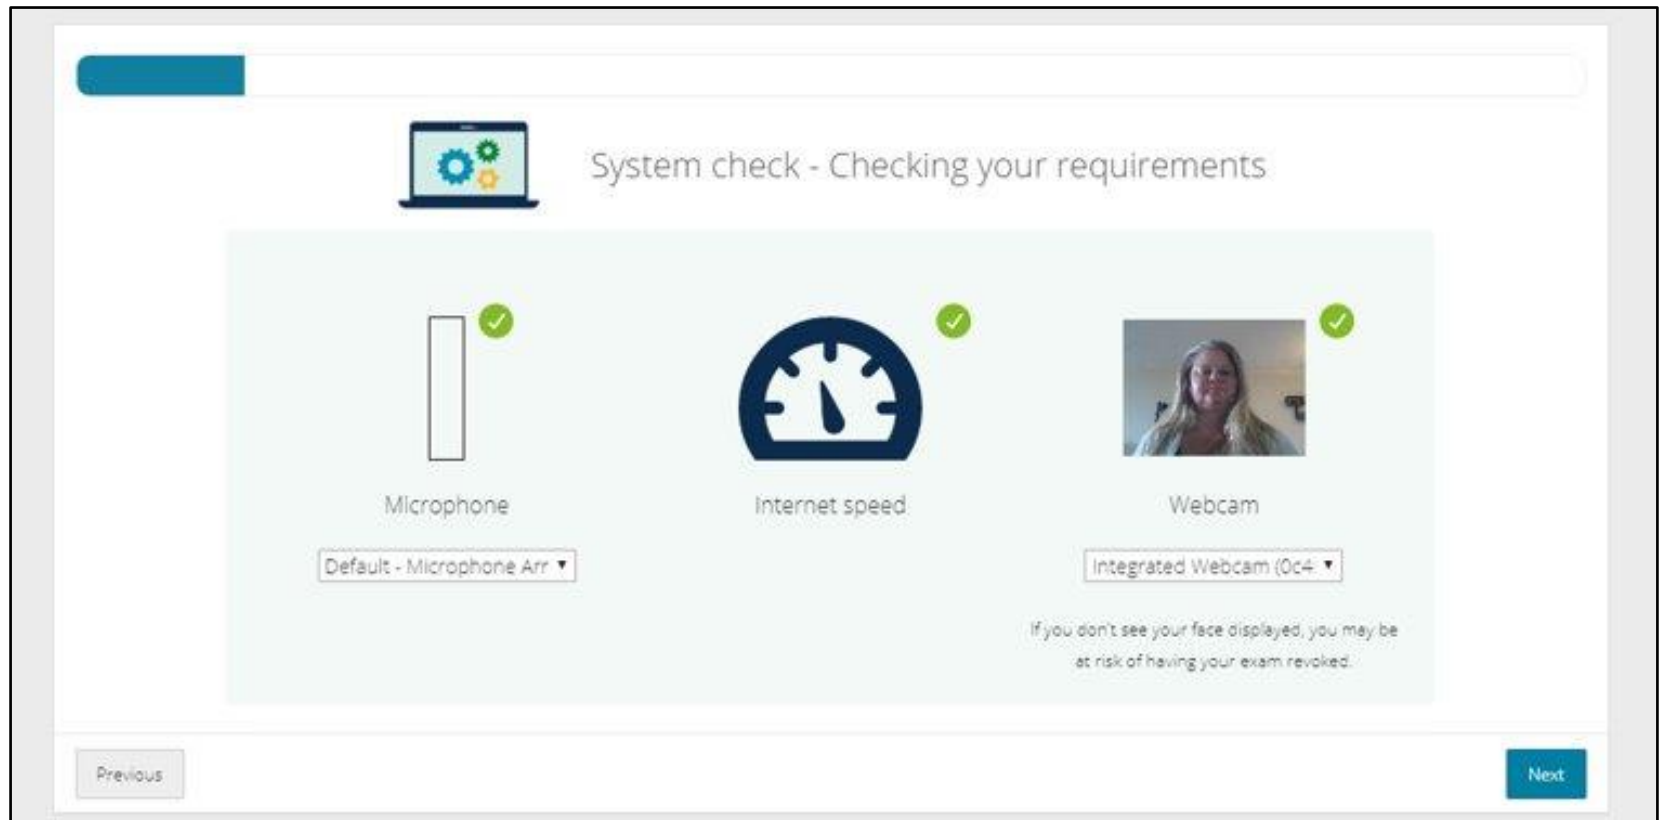 System check - Checking your requirements
Microphone
Internet speed
Webcam
Default - Microphone Arr
Integrated Webcam (0c4
If you don't see your face displayed, you may be
at risk of having your exam revoked.
Previous
Next